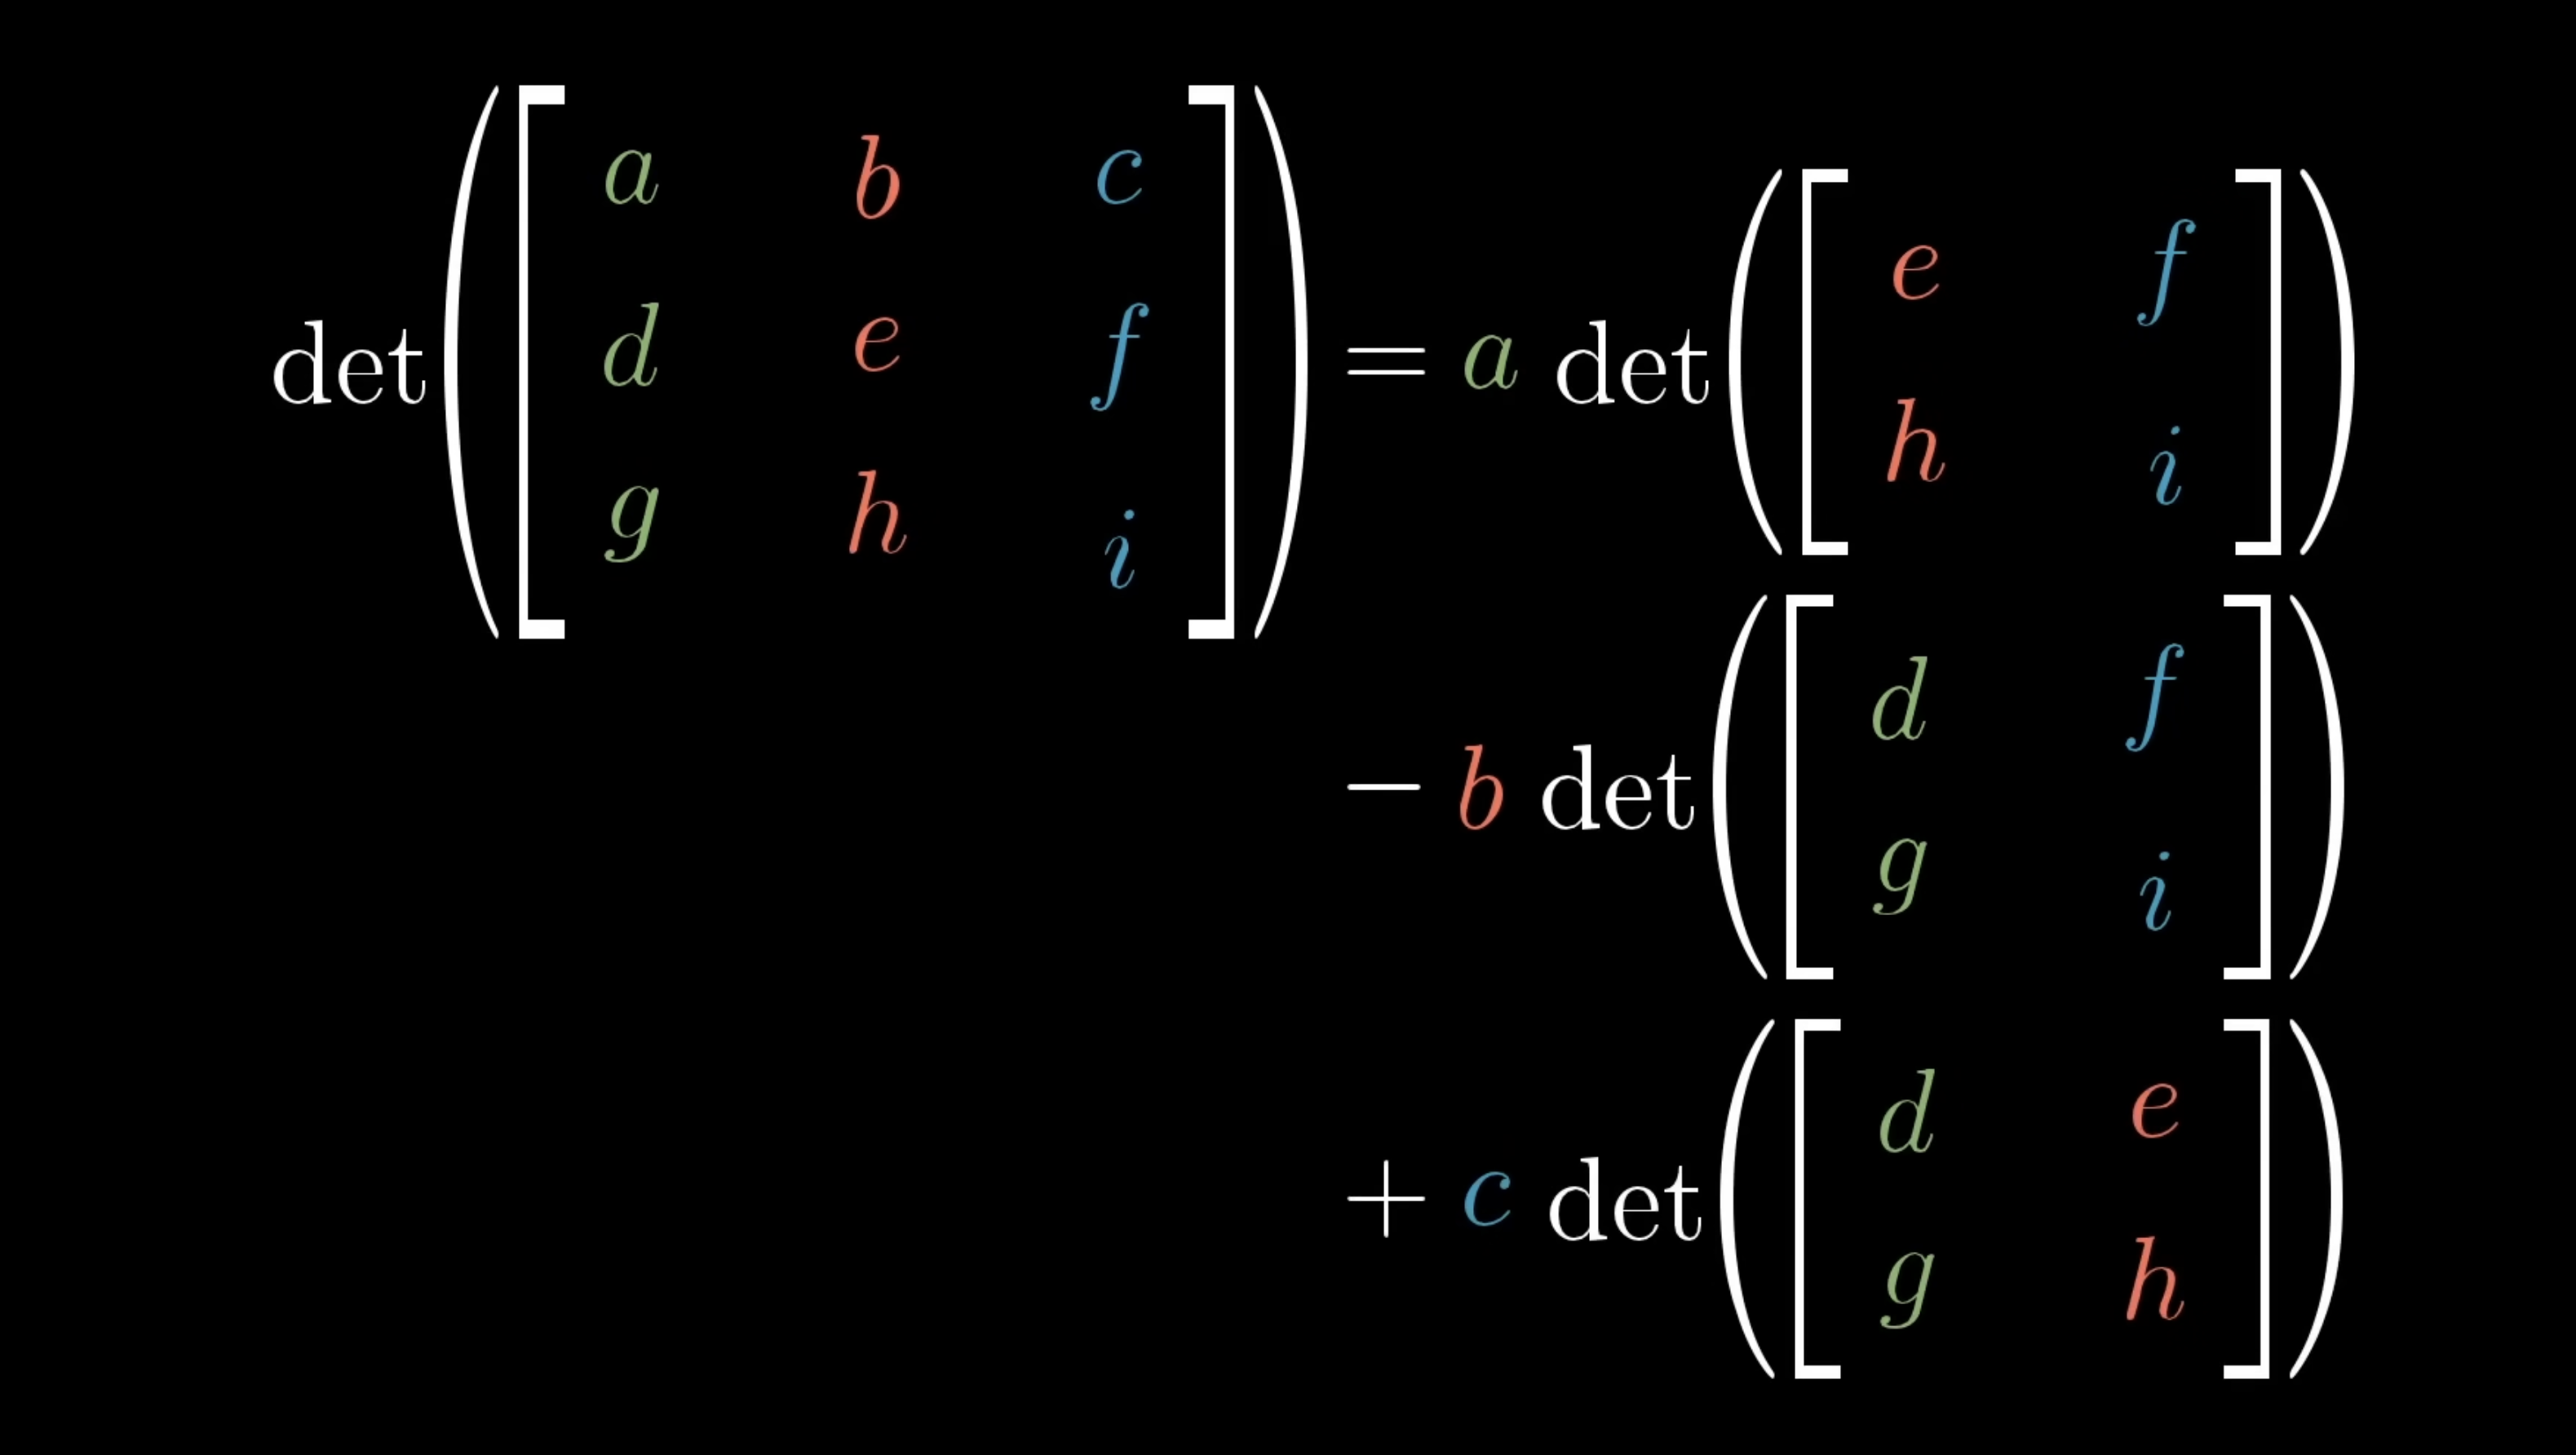 det([a b c
d e f
g h i]) = a det([e f
h i])
− b det([d f
g i])
+ c det([d e
g h])